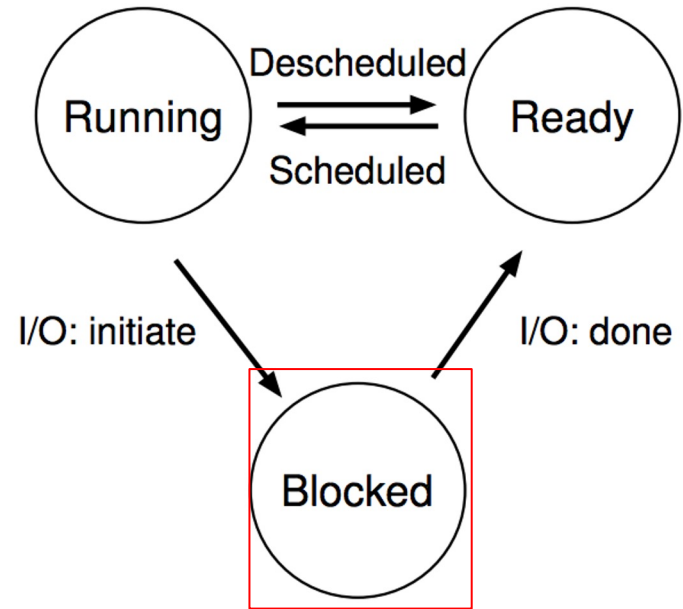 Descheduled
Running
Ready
Scheduled
I/O: initiate
I/O: done
Blocked